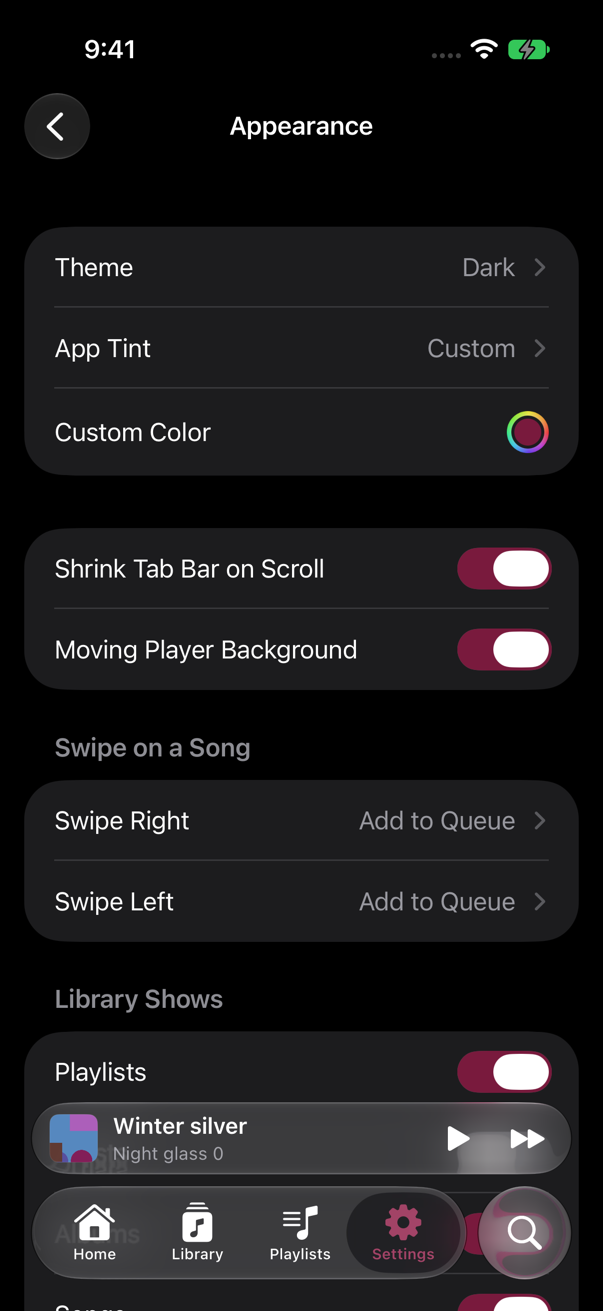 9:41
Appearance
Theme Dark
App Tint Custom
Custom Color
Shrink Tab Bar on Scroll
Moving Player Background
Swipe on a Song
Swipe Right Add to Queue
Swipe Left Add to Queue
Library Shows
Playlists
Winter silver
Night glass 0
Albums
Home Library Playlists Settings
Songs